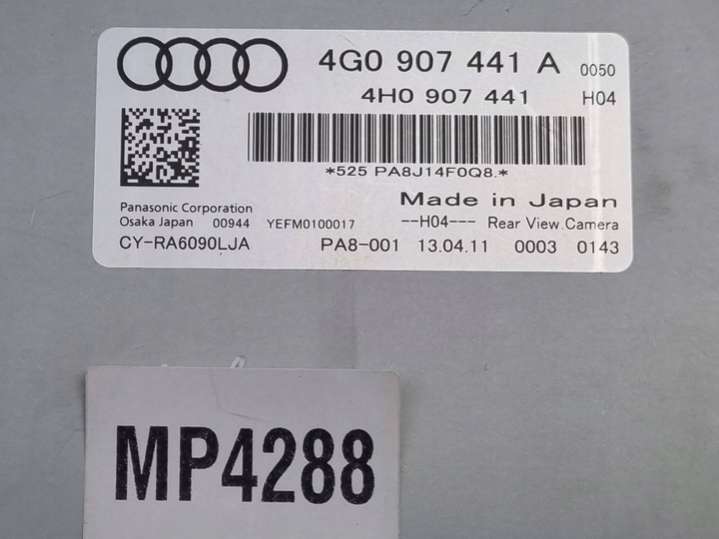 4G0 907 441 A 0050
4H0 907 441 H04
*525 PA8J14F0Q8.*
Made in Japan
Panasonic Corporation
Osaka Japan 00944 YEFM0100017 --H04--- Rear View.Camera
CY-RA6090LJA PA8-001 13.04.11 0003 0143
MP4288